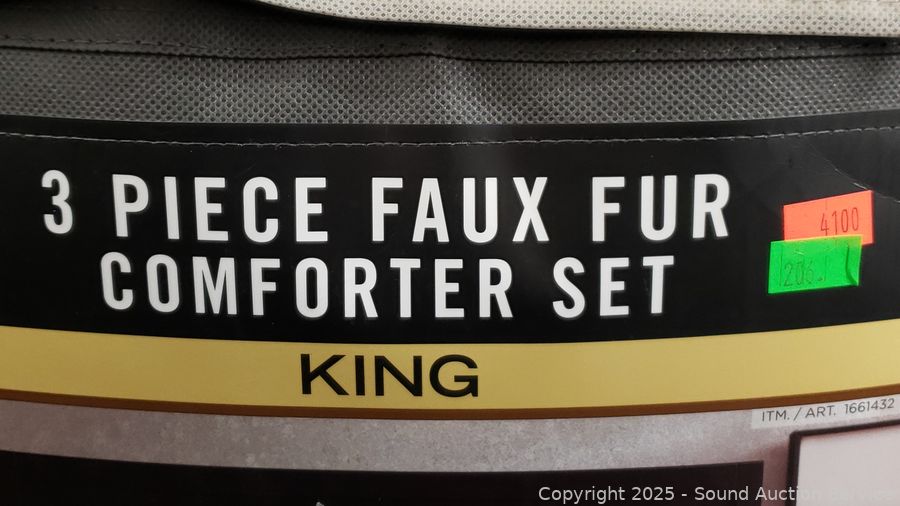 3 PIECE FAUX FUR
COMFORTER SET
4100
KING
ITM. / ART. 1661432
Copyright 2025 - Sound Auction Service